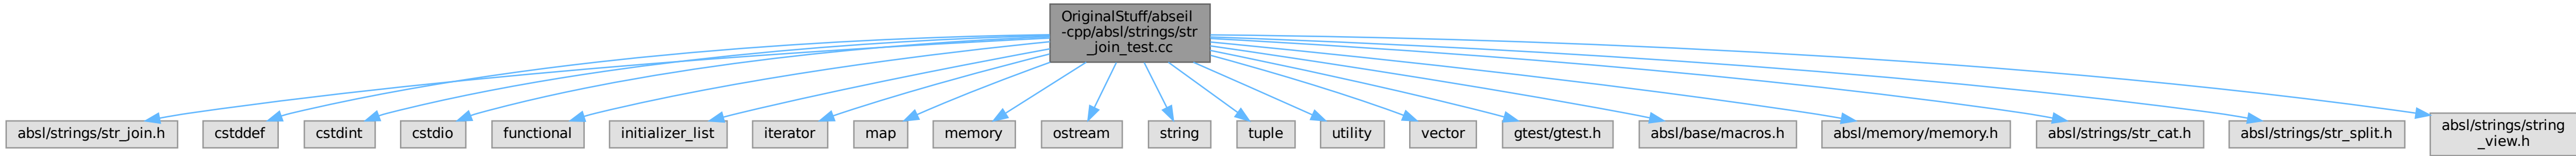 OriginalStuff/abseil
-cpp/absl/strings/str
_join_test.cc
absl/strings/str_join.h
cstddef
cstdint
cstdio
functional
initializer_list
iterator
map
memory
ostream
string
tuple
utility
vector
gtest/gtest.h
absl/base/macros.h
absl/memory/memory.h
absl/strings/str_cat.h
absl/strings/str_split.h
absl/strings/string
_view.h